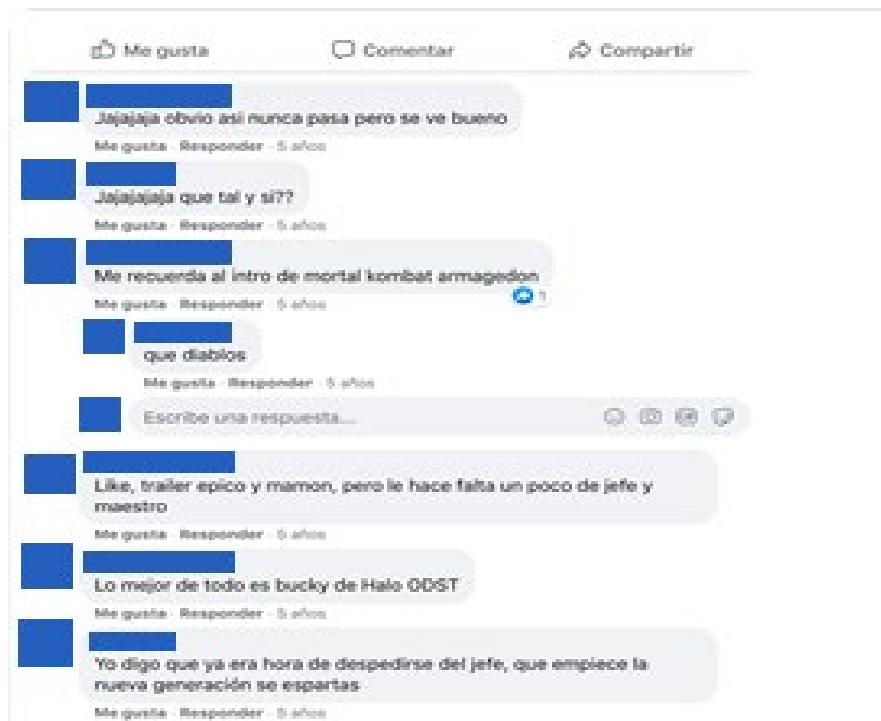 Me gusta Comentar Compartir
Jajajaja obvio asi nunca pasa pero se ve bueno
Me gusta · Responder · 5 años
Jajajajaja que tal y si??
Me gusta · Responder · 5 años
Me recuerda al intro de mortal kombat armagedon
1
Me gusta · Responder · 5 años
que diablos
Me gusta · Responder · 5 años
Escribe una respuesta...
Like, trailer epico y mamon, pero le hace falta un poco de jefe y
maestro
Me gusta · Responder · 5 años
Lo mejor de todo es bucky de Halo ODST
Me gusta · Responder · 5 años
Yo digo que ya era hora de despedirse del jefe, que empiece la
nueva generación se espartas
Me gusta · Responder · 5 años